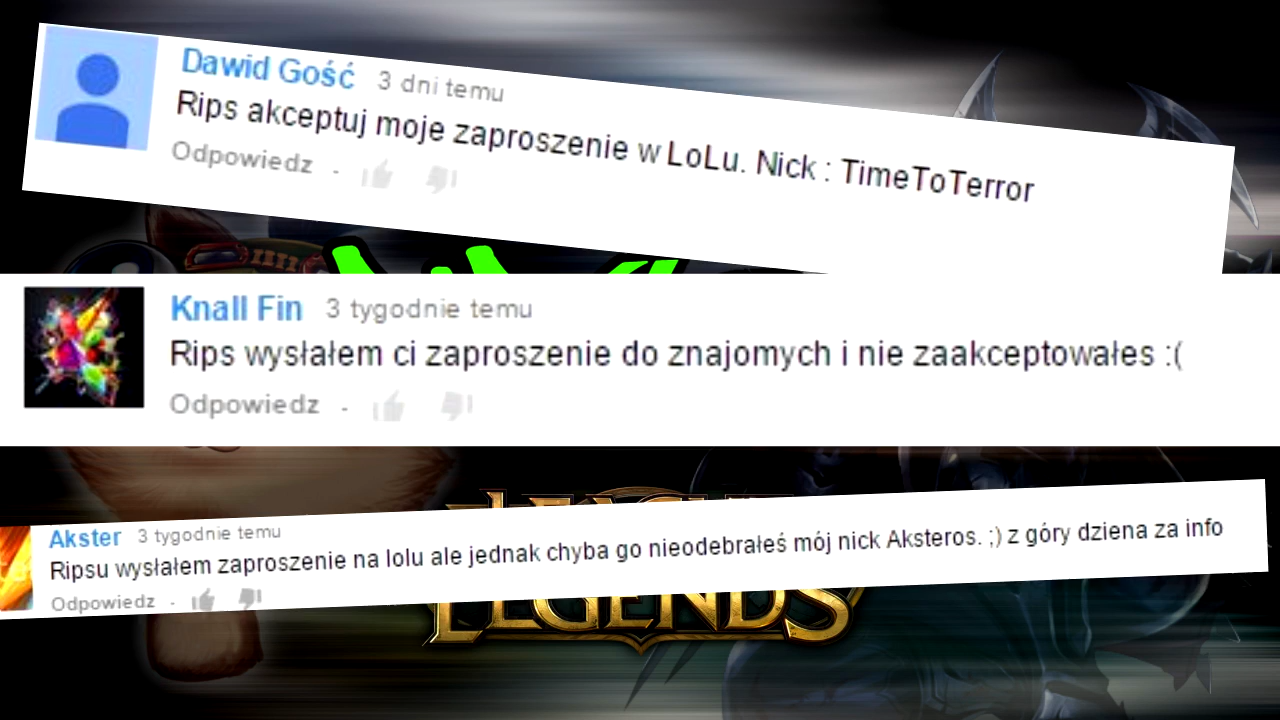 Dawid Gość 3 dni temu
Rips akceptuj moje zaproszenie w LoLu. Nick : TimeToTerror
Odpowiedz .
Knall Fin 3 tygodnie temu
Rips wysłałem ci zaproszenie do znajomych i nie zaakceptowałes :(
Odpowiedz .
LEAGUE
Akster 3 tygodnie temu
Ripsu wysłałem zaproszenie na lolu ale jednak chyba go nieodebrałeś mój nick Aksteros. ;) z góry dziena za info
Odpowiedz .
LEGENDS